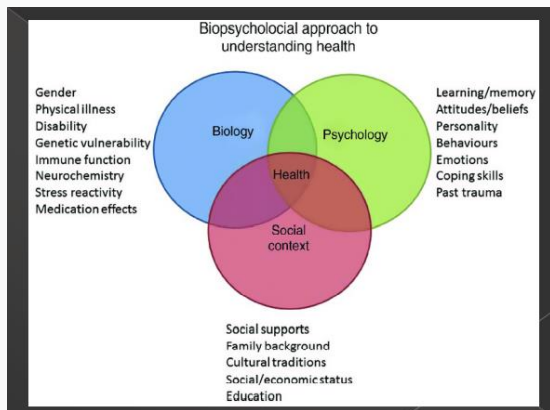 Biopsycholocial approach to
understanding health
Gender
Physical illness
Disability
Genetic vulnerability
Immune function
Neurochemistry
Stress reactivity
Medication effects
Biology
Psychology
Health
Social
context
Learning/memory
Attitudes/beliefs
Personality
Behaviours
Emotions
Coping skills
Past trauma
Social supports
Family background
Cultural traditions
Social/economic status
Education